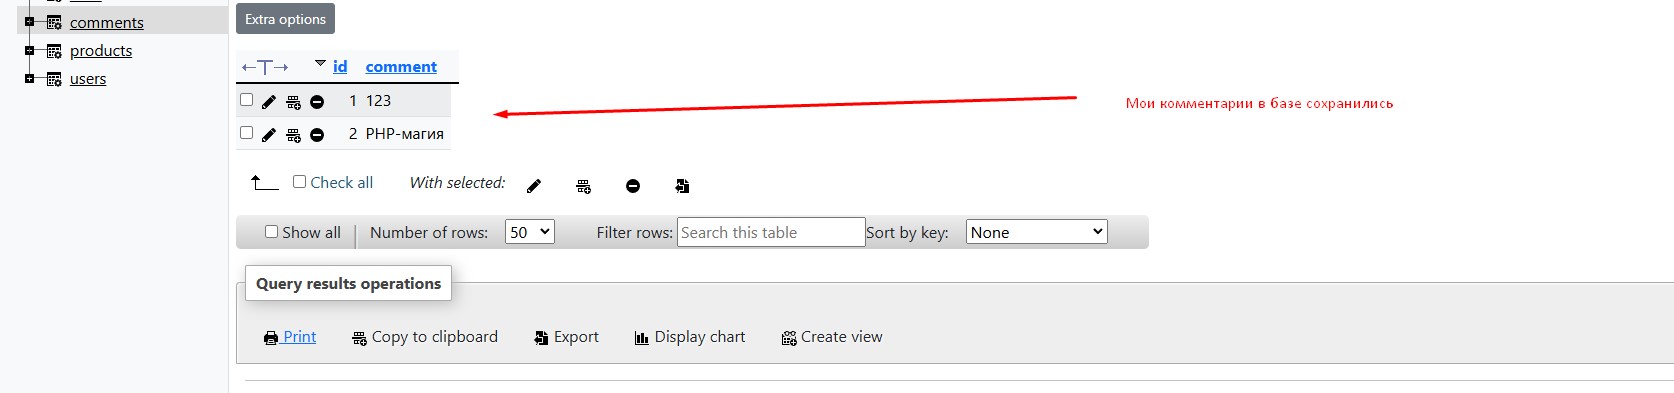 Extra options
comments
products
users
id comment
1 123
2 PHP-магия
Мои комментарии в базе сохранились
Check all With selected:
Show all Number of rows: 50 Filter rows: Search this table Sort by key: None
Query results operations
Print Copy to clipboard Export Display chart Create view